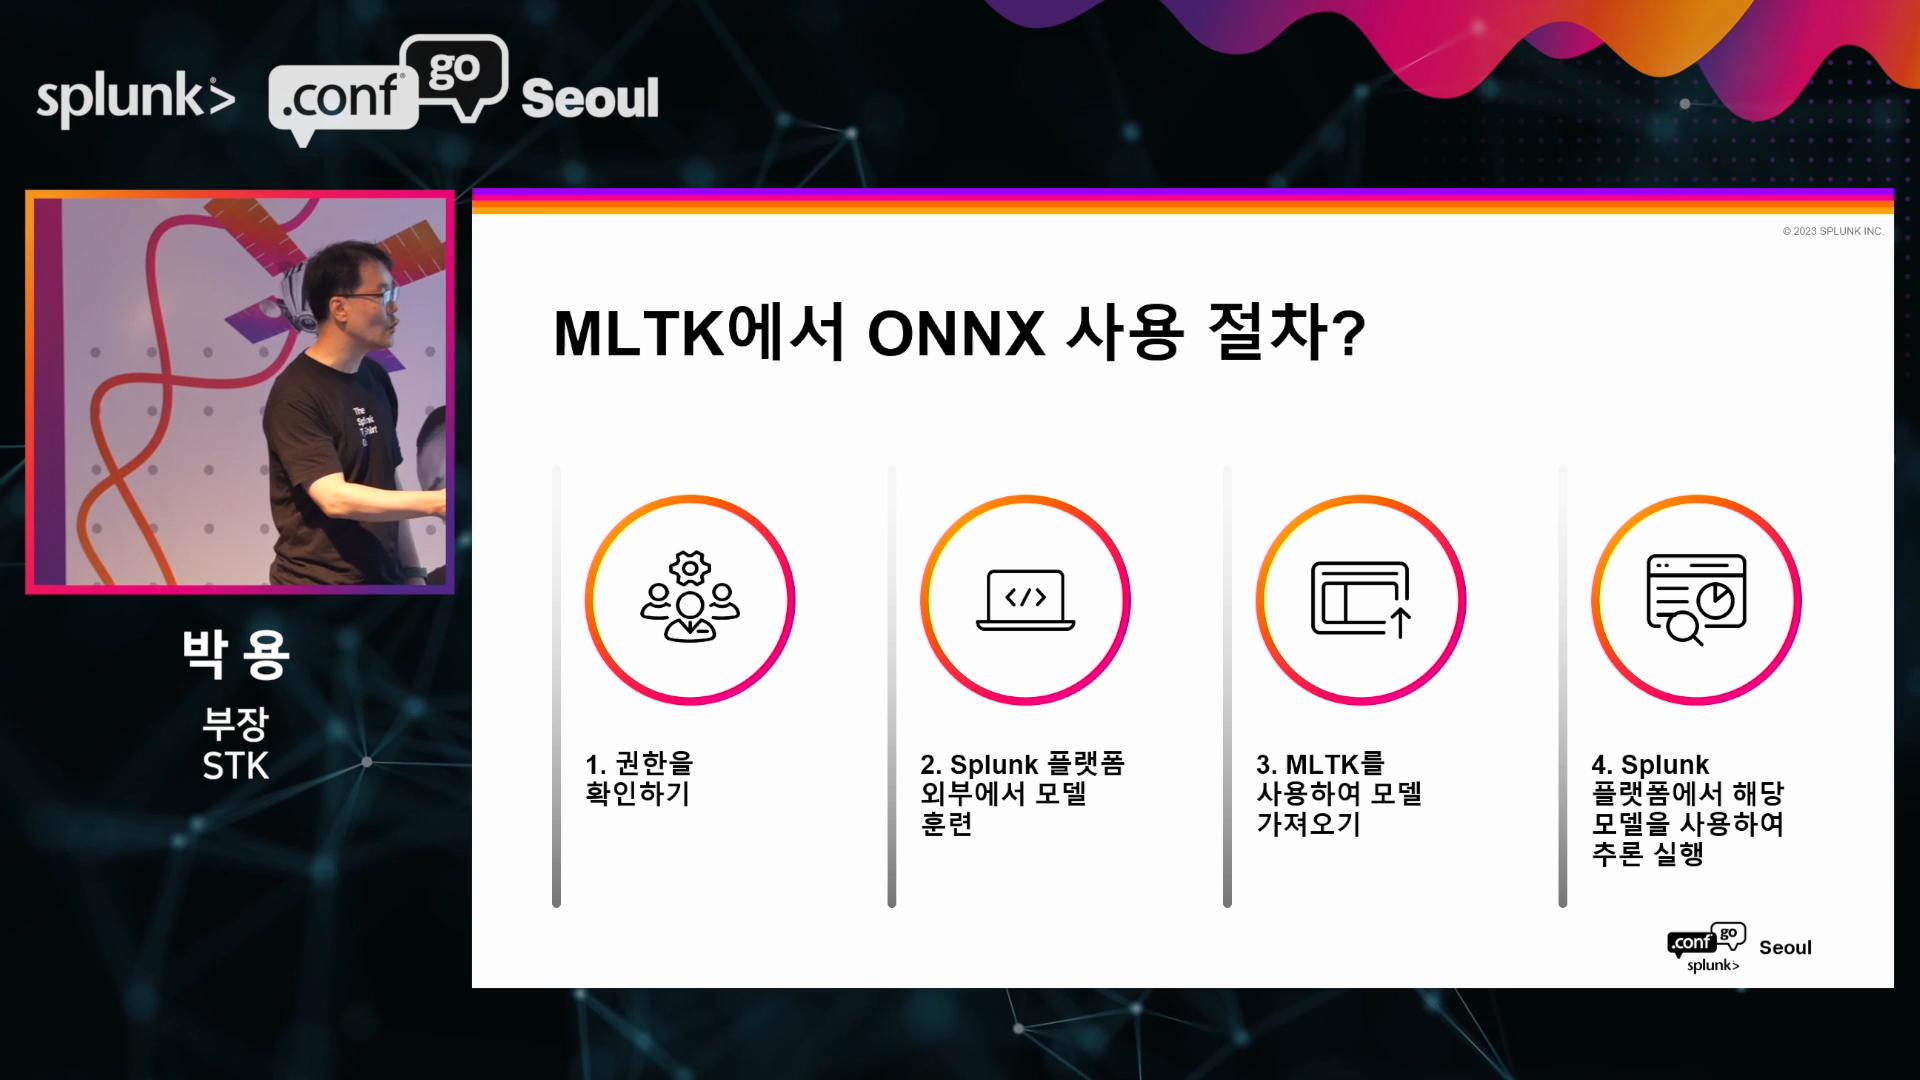 splunk> .conf go Seoul
© 2023 SPLUNK INC.
MLTK에서 ONNX 사용 절차?
The
박 용
부장
STK
1. 권한을
확인하기
2. Splunk 플랫폼
외부에서 모델
훈련
3. MLTK를
사용하여 모델
가져오기
4. Splunk
플랫폼에서 해당
모델을 사용하여
추론 실행
.conf go
splunk>
Seoul